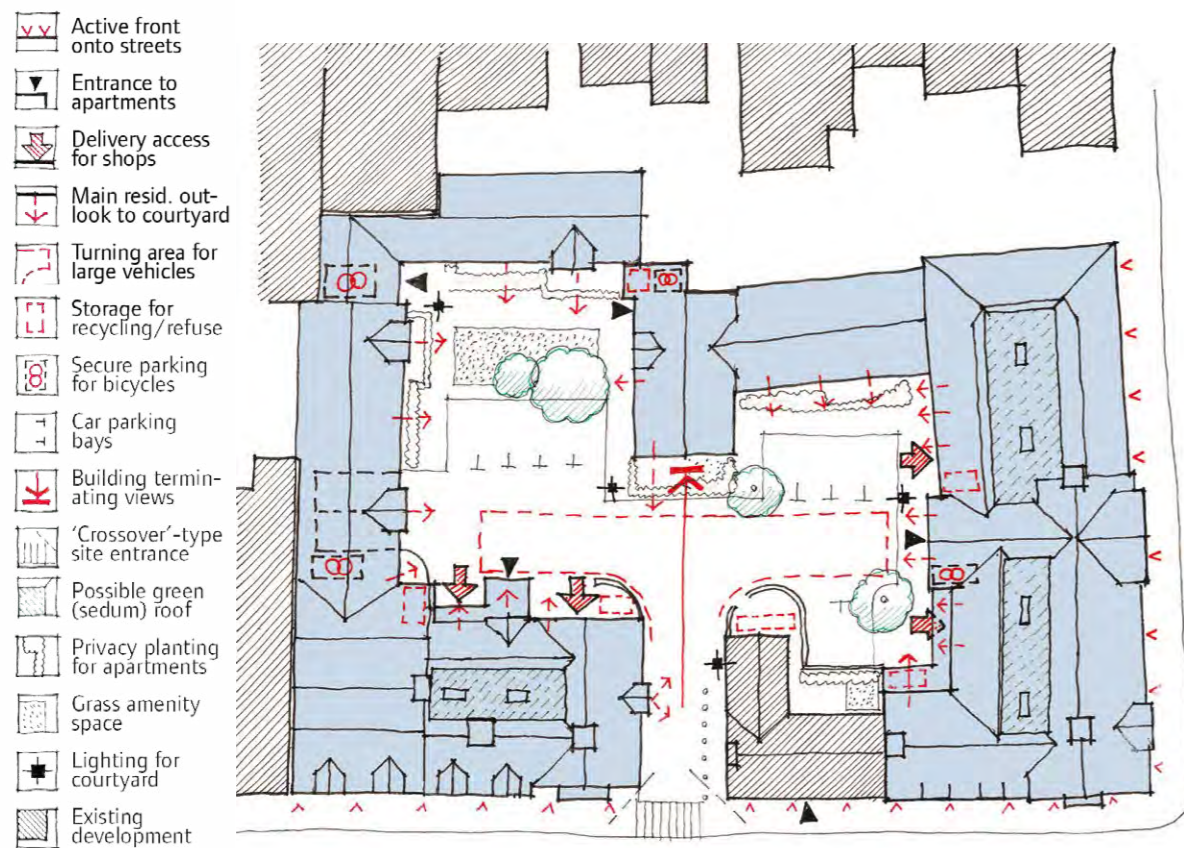 Active front
onto streets
Entrance to
apartments
Delivery access
for shops
Main resid. out-
look to courtyard
Turning area for
large vehicles
Storage for
recycling/refuse
Secure parking
for bicycles
Car parking
bays
Building termin-
ating views
‘Crossover’-type
site entrance
Possible green
(sedum) roof
Privacy planting
for apartments
Grass amenity
space
Lighting for
courtyard
Existing
development